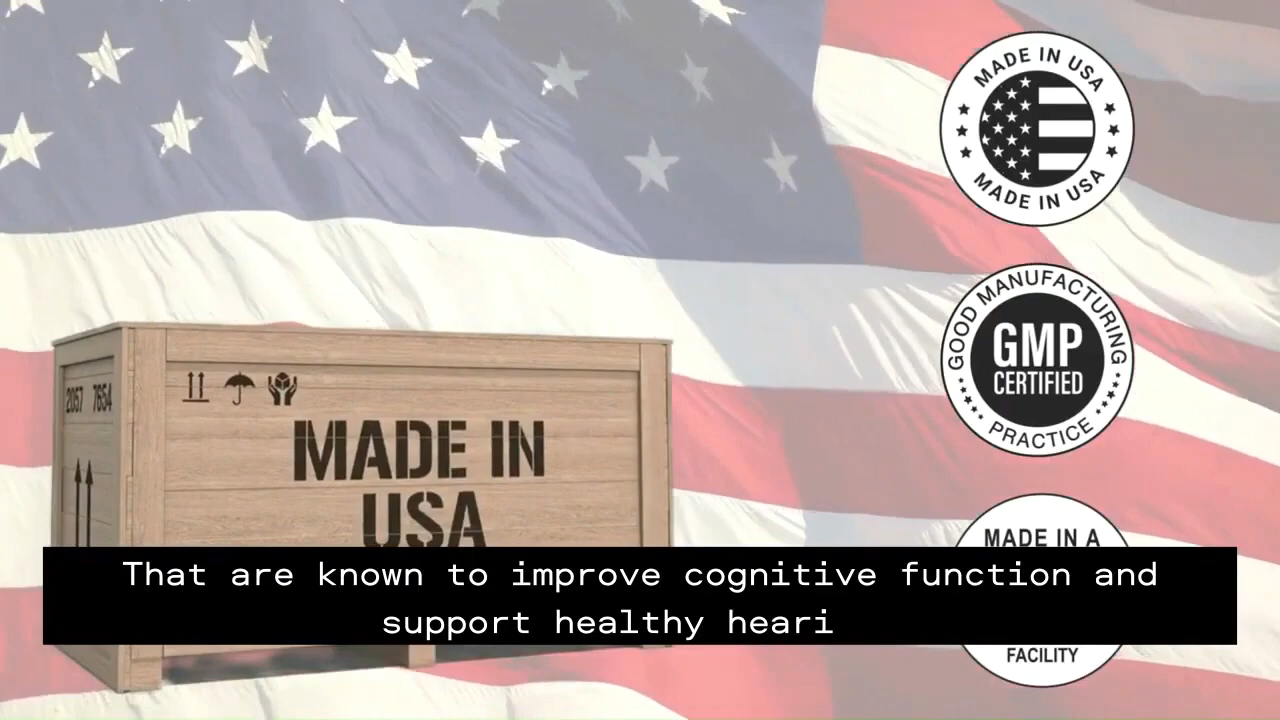 MADE IN USA
MADE IN USA
GOOD MANUFACTURING
GMP
CERTIFIED
PRACTICE
2057 7654
MADE IN
USA
MADE IN A
That are known to improve cognitive function and
support healthy heari
FACILITY